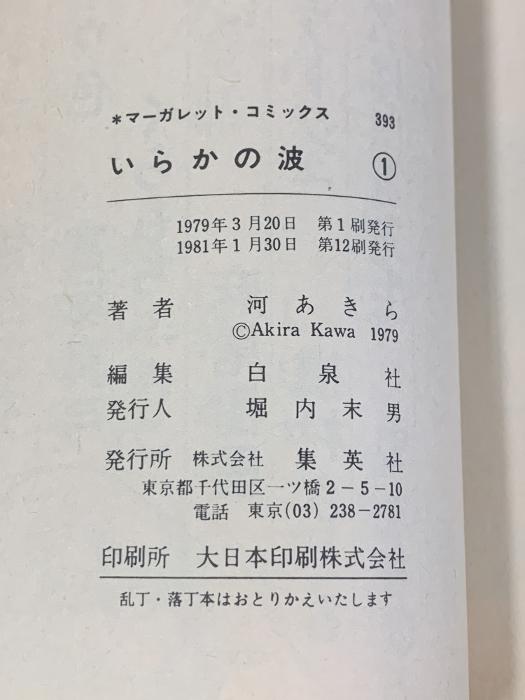 *マーガレット・コミックス 393
いらかの波 ①
1979年3月20日 第1刷発行
1981年1月30日 第12刷発行
著者 河あきら
©Akira Kawa 1979
編集 白泉社
発行人 堀内末男
発行所 株式会社 集英社
東京都千代田区一ツ橋2-5-10
電話 東京(03) 238-2781
印刷所 大日本印刷株式会社
乱丁・落丁本はおとりかえいたします